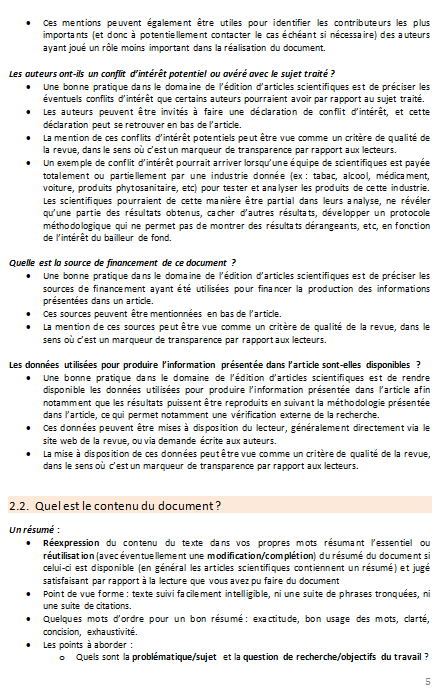 • Ces mentions peuvent également être utiles pour identifier les contributeurs les plus
importants (et donc à potentiellement contacter le cas échéant si nécessaire) des auteurs
ayant joué un rôle moins important dans la réalisation du document.
Les auteurs ont-ils un conflit d'intérêt potentiel ou avéré avec le sujet traité ?
• Une bonne pratique dans le domaine de l'édition d'articles scientifiques est de préciser les
éventuels conflits d'intérêt que certains auteurs pourraient avoir par rapport au sujet traité.
• Les auteurs peuvent être invités à faire une déclaration de conflit d'intérêt, et cette
déclaration peut se retrouver en bas de l'article.
• La mention de ces conflits d'intérêt potentiels peut être vue comme un critère de qualité de
la revue, dans le sens où c'est un marqueur de transparence par rapport aux lecteurs.
• Un exemple de conflit d'intérêt pourrait arriver lorsqu'une équipe de scientifiques est payée
totalement ou partiellement par une industrie donnée (ex : tabac, alcool, médicament,
voiture, produits phytosanitaire, etc) pour tester et analyser les produits de cette industrie.
Les scientifiques pourraient de cette manière être partial dans leurs analyse, ne révéler
qu'une partie des résultats obtenus, cacher d'autres résultats, développer un protocole
méthodologique qui ne permet pas de montrer des résultats dérangeants, etc, en fonction
de l'intérêt du bailleur de fond.
Quelle est la source de financement de ce document ?
• Une bonne pratique dans le domaine de l'édition d'articles scientifiques est de préciser les
sources de financement ayant été utilisées pour financer la production des informations
présentées dans un article.
• Ces sources peuvent être mentionnées en bas de l'article.
• La mention de ces sources peut être vue comme un critère de qualité de la revue, dans le
sens où c'est un marqueur de transparence par rapport aux lecteurs.
Les données utilisées pour produire l'information présentée dans l'article sont-elles disponibles ?
• Une bonne pratique dans le domaine de l'édition d'articles scientifiques est de rendre
disponible les données utilisées pour produire l'information présentée dans l'article afin
notamment que les résultats puissent être reproduits en suivant la méthodologie présentée
dans l'article, ce qui permet notamment une vérification externe de la recherche.
• Ces données peuvent être mises à disposition du lecteur, généralement directement via le
site web de la revue, ou via demande écrite aux auteurs.
• La mise à disposition de ces données peut être vue comme un critère de qualité de la revue,
dans le sens où c'est un marqueur de transparence par rapport aux lecteurs.
2.2. Quel est le contenu du document ?
Un résumé :
• Réexpression du contenu du texte dans vos propres mots résumant l'essentiel ou
réutilisation (avec éventuellement une modification/complétion) du résumé du document si
celui-ci est disponible (en général les articles scientifiques contiennent un résumé) et jugé
satisfaisant par rapport à la lecture que vous avez pu faire du document
• Point de vue forme : texte suivi facilement intelligible, ni une suite de phrases tronquées, ni
une suite de citations.
• Quelques mots d'ordre pour un bon résumé : exactitude, bon usage des mots, clarté,
concision, exhaustivité.
• Les points à aborder :
o Quels sont la problématique/sujet et la question de recherche/objectifs du travail ?
5